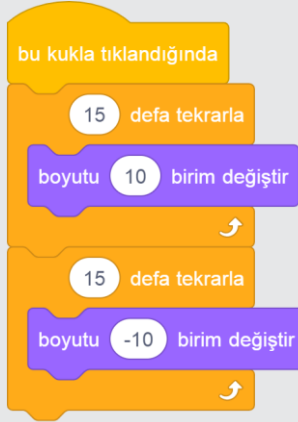 bu kukla tıklandığında
15 defa tekrarla
boyutu 10 birim değiştir
15 defa tekrarla
boyutu -10 birim değiştir